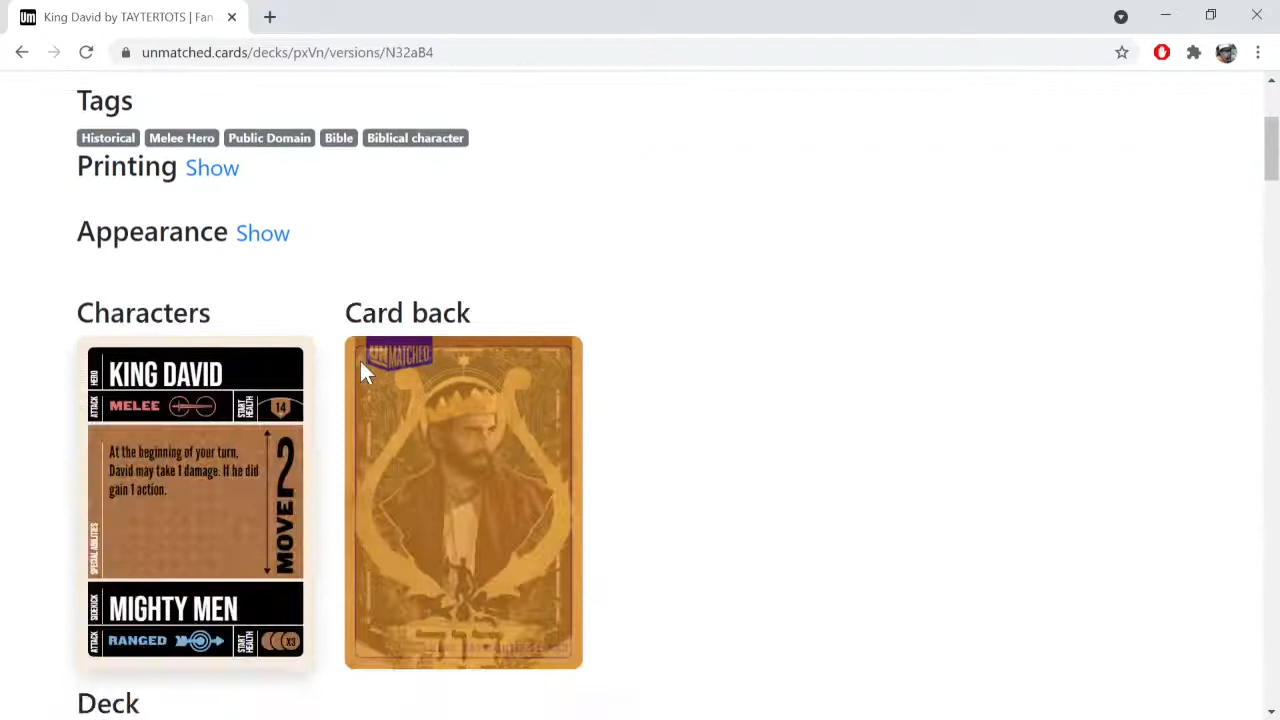 King David by TAYTERTOTS | Fan
unmatched.cards/decks/pxVn/versions/N32aB4
Tags
Historical Melee Hero Public Domain Bible Biblical character
Printing Show
Appearance Show
Characters
Card back
HERO
KING DAVID
ATTACK
MELEE
START HEALTH
14
At the beginning of your turn,
David may take 1 damage. If he did
gain 1 action.
SPECIAL ABILITIES
MOVE 2
SIDEKICK
MIGHTY MEN
ATTACK
RANGED
START HEALTH
X3
UNMATCHED
דוד
Deck